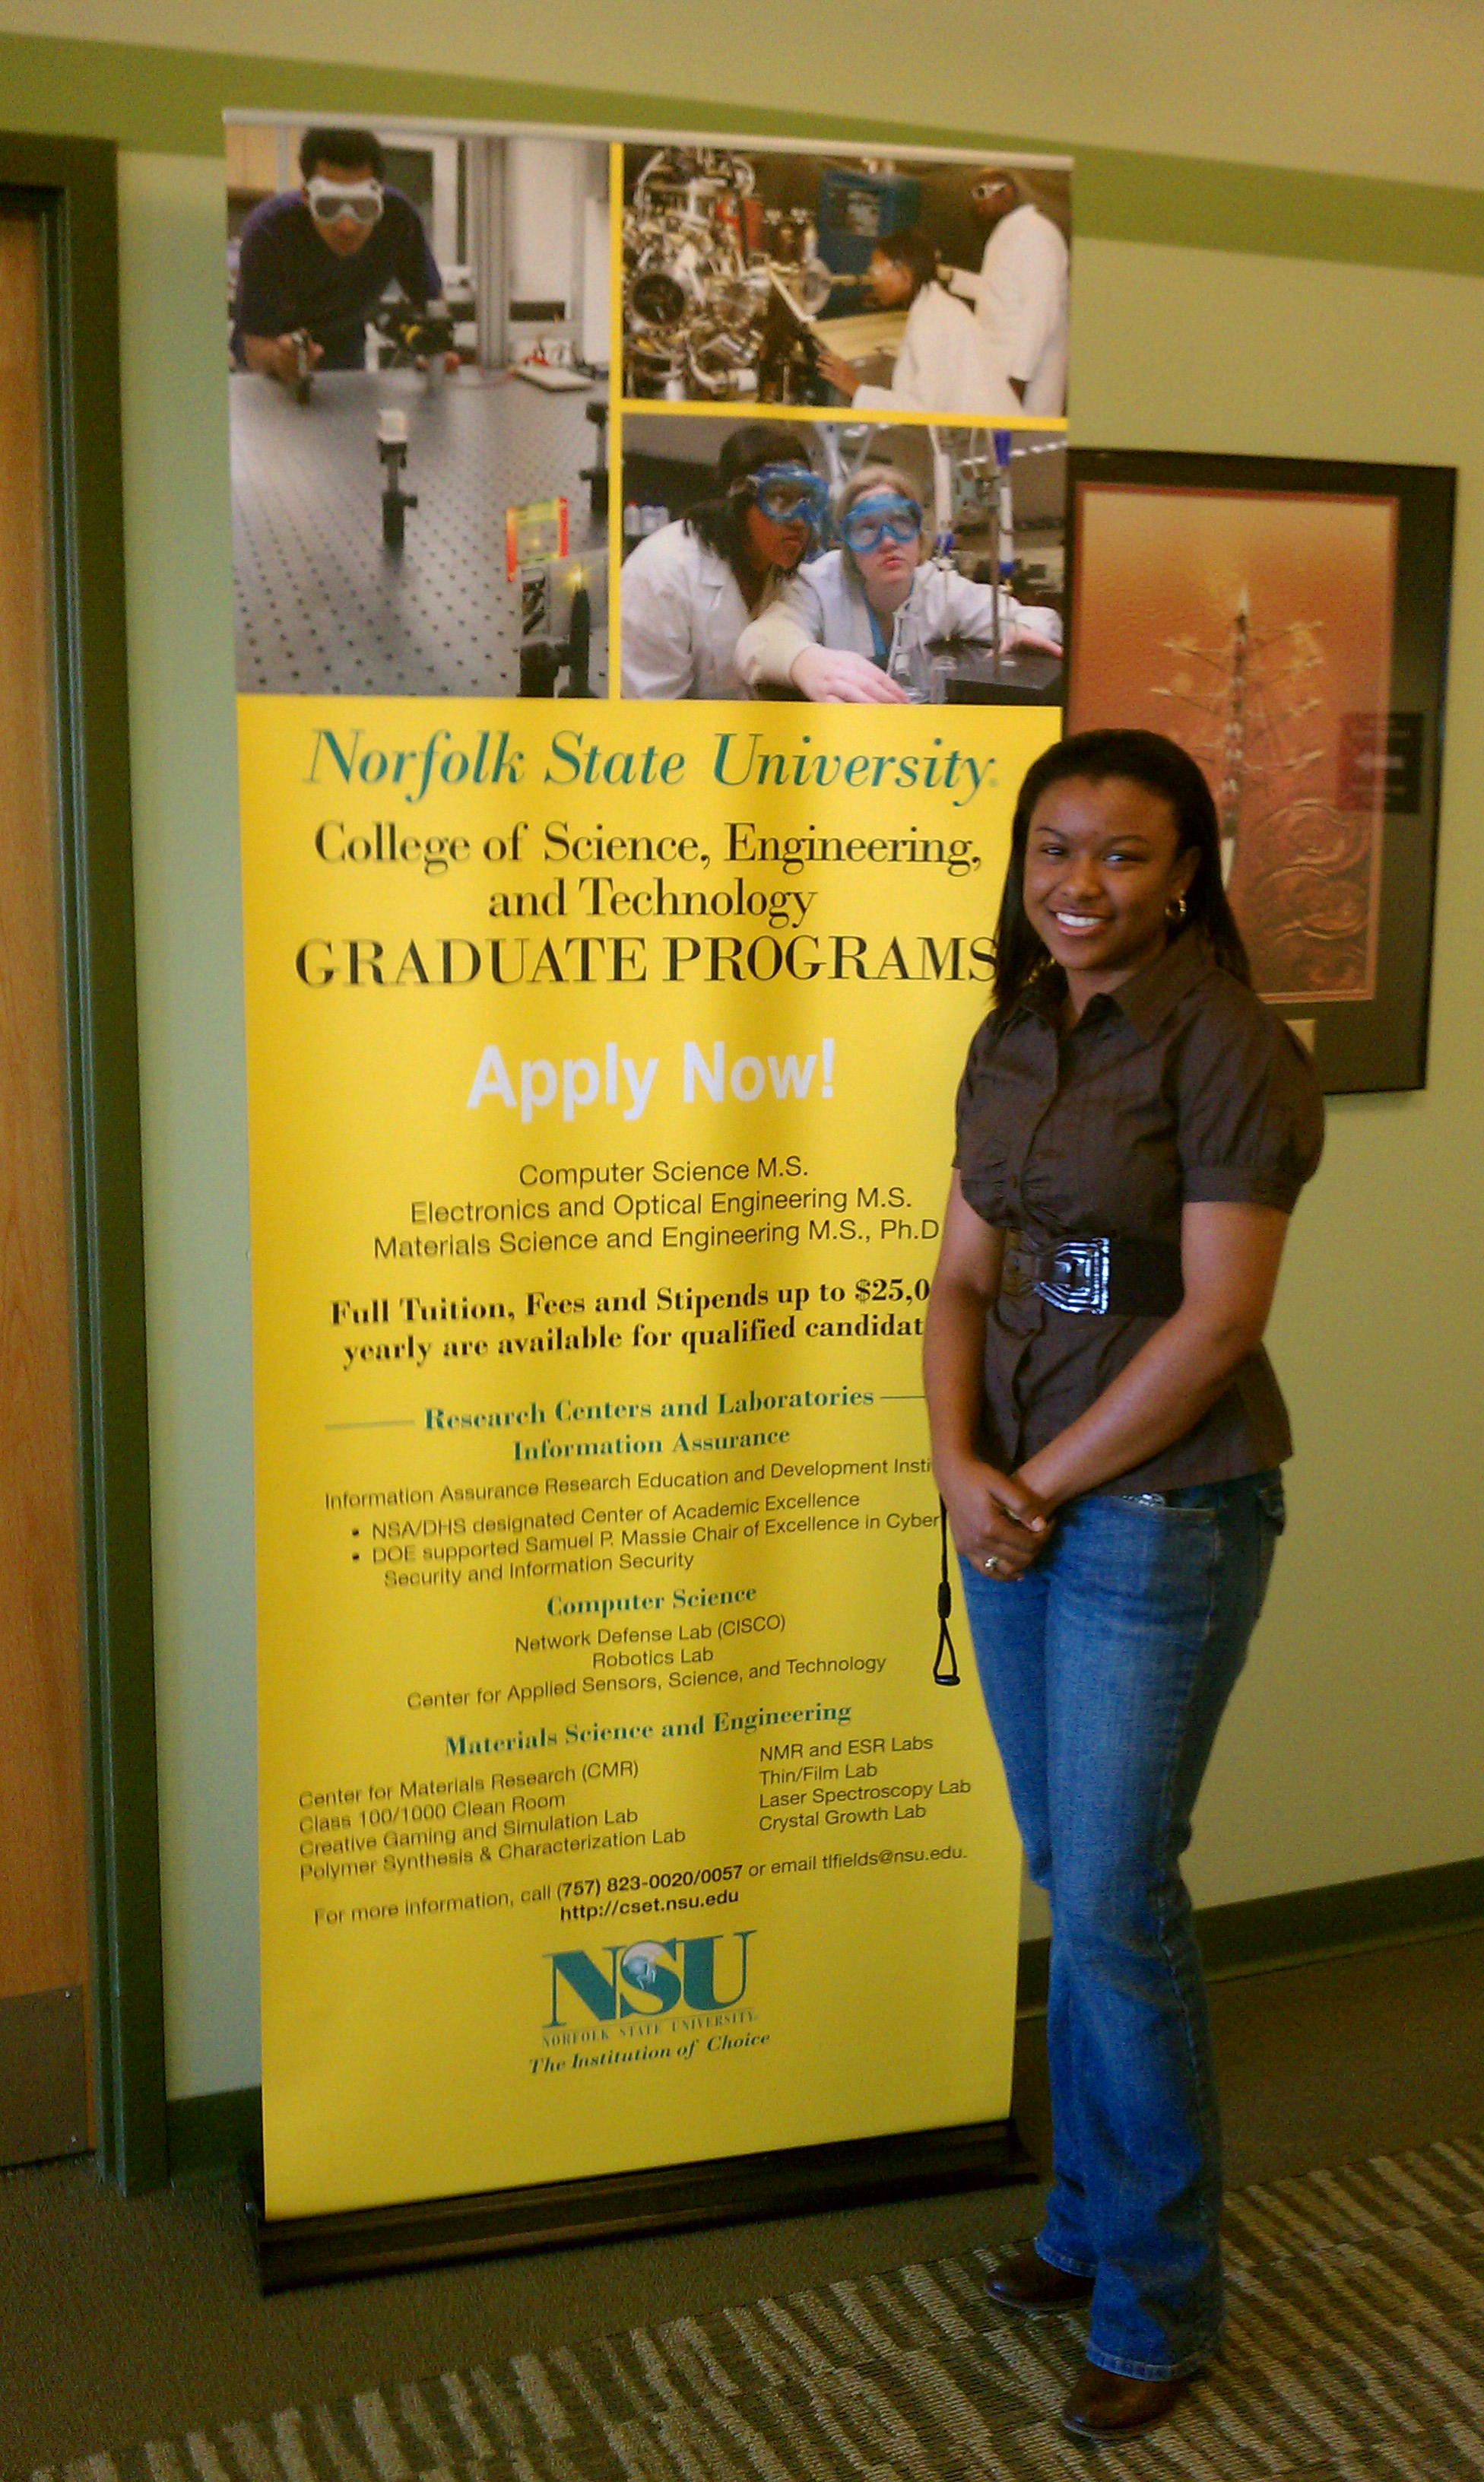 Norfolk State University
College of Science, Engineering,
and Technology
GRADUATE PROGRAMS
Apply Now!
Computer Science M.S.
Electronics and Optical Engineering M.S.
Materials Science and Engineering M.S., Ph.D
Full Tuition, Fees and Stipends up to $25,0
yearly are available for qualified candidat
Research Centers and Laboratories
Information Assurance
Information Assurance Research Education and Development Insti
• NSA/DHS designated Center of Academic Excellence
• DOE supported Samuel P. Massie Chair of Excellence in Cyber
Security and Information Security
Computer Science
Network Defense Lab (CISCO)
Robotics Lab
Center for Applied Sensors, Science, and Technology
Materials Science and Engineering
Center for Materials Research (CMR)
Class 100/1000 Clean Room
Creative Gaming and Simulation Lab
Polymer Synthesis & Characterization Lab
NMR and ESR Labs
Thin/Film Lab
Laser Spectroscopy Lab
Crystal Growth Lab
For more information, call (757) 823-0020/0057 or email tlfields@nsu.edu.
http://cset.nsu.edu
NSU
NORFOLK STATE UNIVERSITY
The Institution of Choice